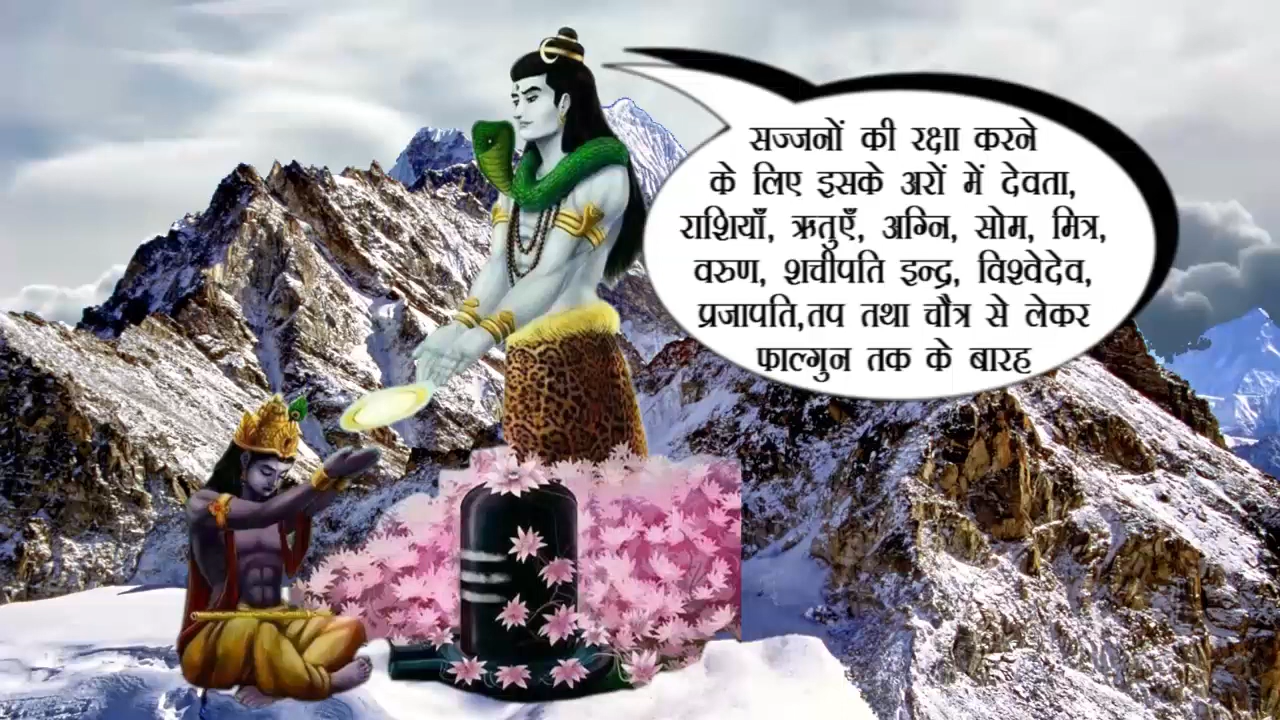 सज्जनों की रक्षा करने
के लिए इसके अरों में देवता,
राशियाँ, ऋतुएँ, अग्नि, सोम, मित्र,
वरुण, शचीपति इन्द्र, विश्वेदेव,
प्रजापति,तप तथा चौत्र से लेकर
फाल्गुन तक के बारह